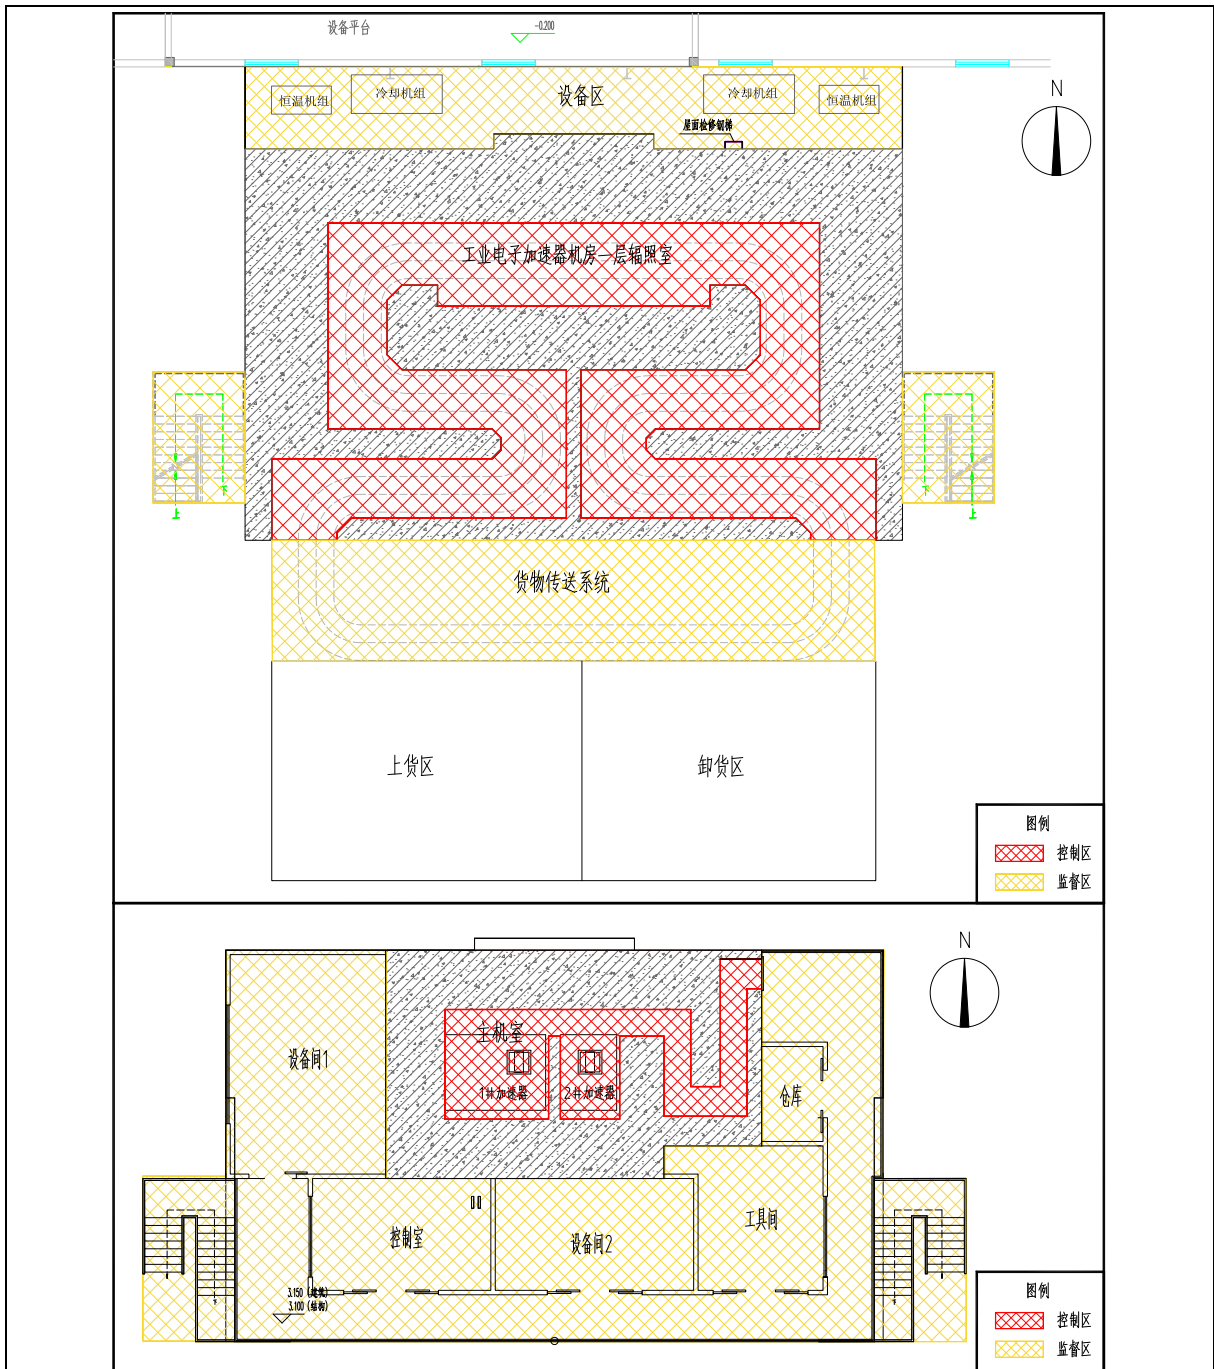 设备平台
-0.200
恒温机组
冷却机组
设备区
冷却机组
恒温机组
屋面检修钢梯
N
工业电子加速器机房一层辐照室
货物传送系统
上货区
卸货区
图例
控制区
监督区
N
主机室
设备间1
1#加速器
2#加速器
仓库
控制室
设备间2
工具间
3.150 (建筑)
3.100 (结构)
图例
控制区
监督区